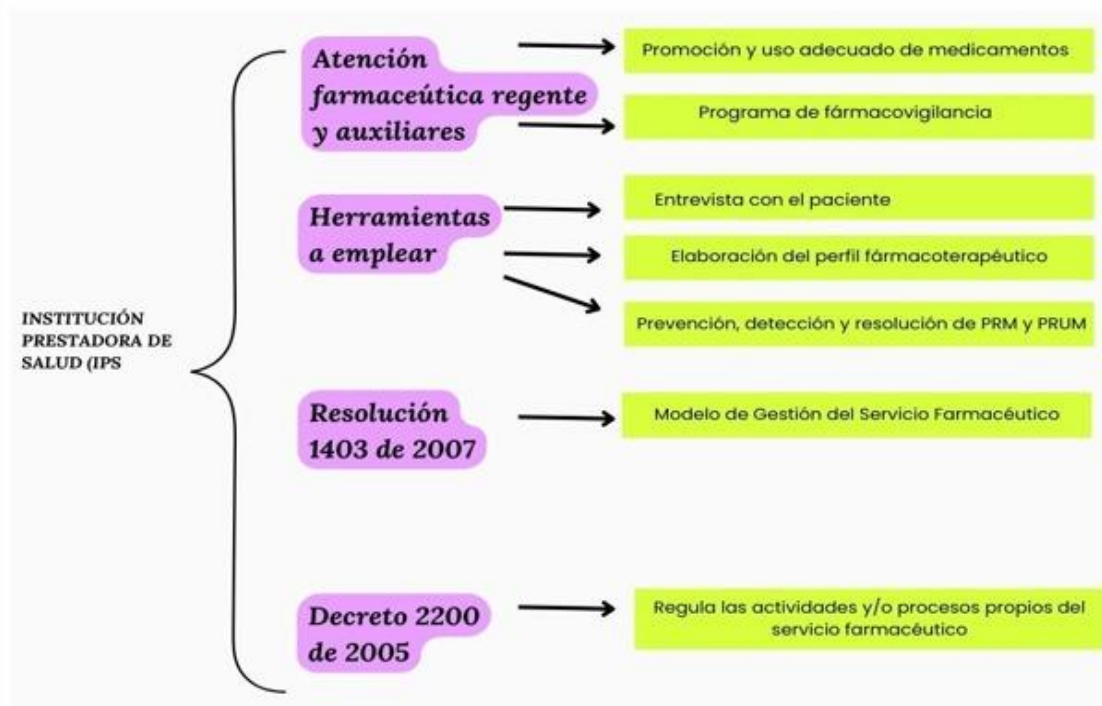 INSTITUCIÓN
PRESTADORA DE
SALUD (IPS
Atención
farmaceútica regente
y auxiliares
Promoción y uso adecuado de medicamentos
Programa de fármacovigilancia
Herramientas
a emplear
Entrevista con el paciente
Elaboración del perfil fármacoterapéutico
Prevención, detección y resolución de PRM y PRUM
Resolución
1403 de 2007
Modelo de Gestión del Servicio Farmacéutico
Decreto 2200
de 2005
Regula las actividades y/o procesos propios del
servicio farmacéutico